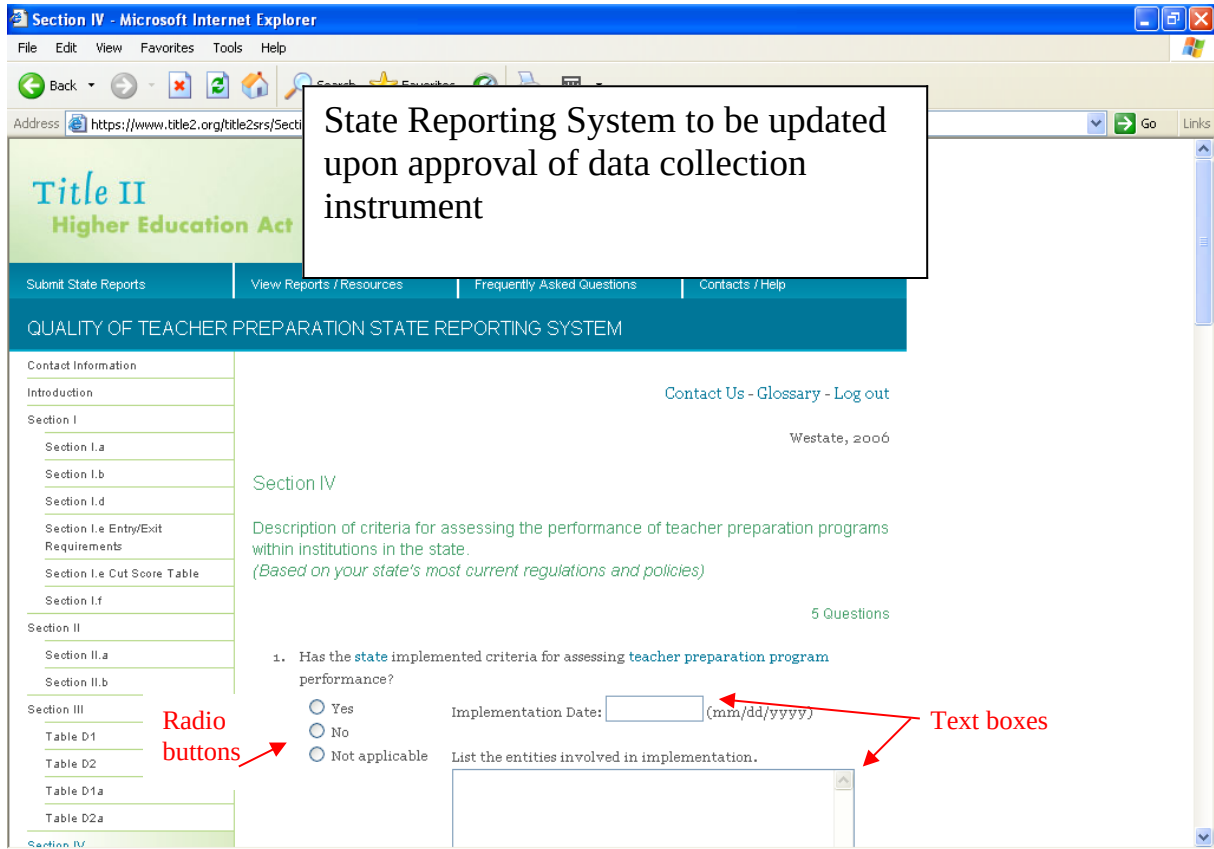 Section IV - Microsoft Internet Explorer
File Edit View Favorites Tools Help
Back Search Favorites
Address https://www.title2.org/title2srs/Secti Go Links
State Reporting System to be updated
upon approval of data collection
instrument
Title II
Higher Education Act
Submit State Reports View Reports / Resources Frequently Asked Questions Contacts / Help
QUALITY OF TEACHER PREPARATION STATE REPORTING SYSTEM
Contact Information
Introduction
Section I
Section I.a
Section I.b
Section I.d
Section I.e Entry/Exit
Requirements
Section I.e Cut Score Table
Section I.f
Section II
Section II.a
Section II.b
Section III
Table D1
Table D2
Table D1a
Table D2a
Section IV
Contact Us - Glossary - Log out
Westate, 2006
Section IV
Description of criteria for assessing the performance of teacher preparation programs
within institutions in the state.
(Based on your state's most current regulations and policies)
5 Questions
1. Has the state implemented criteria for assessing teacher preparation program
performance?
Yes
No
Not applicable
Implementation Date: (mm/dd/yyyy)
List the entities involved in implementation.
Radio
buttons
Text boxes